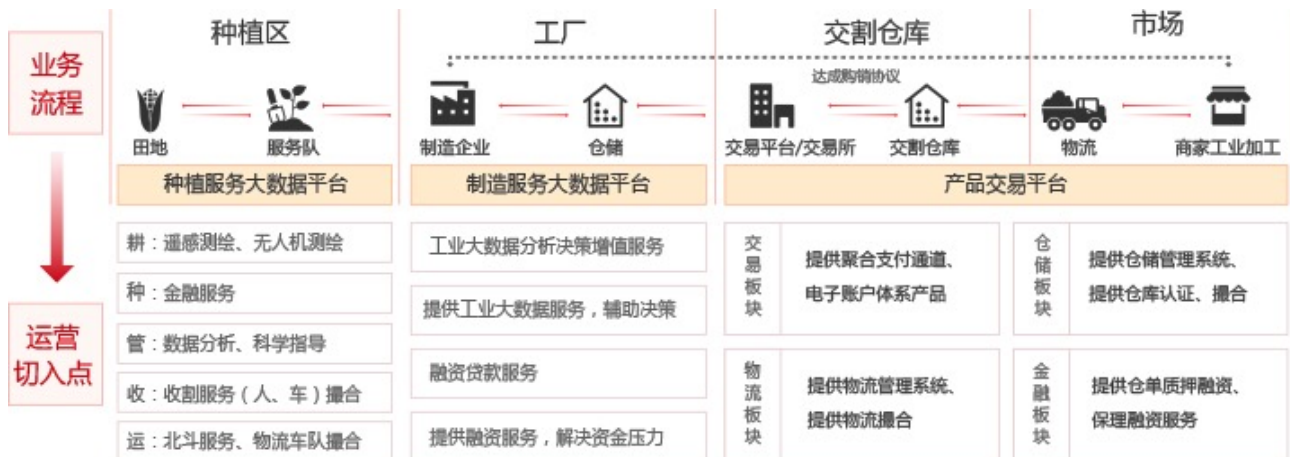 种植区
工厂
交割仓库
市场
业务
流程
达成购销协议
田地
服务队
制造企业
仓储
交易平台/交易所
交割仓库
物流
商家工业加工
种植服务大数据平台
制造服务大数据平台
产品交易平台
运营
切入点
耕：遥感测绘、无人机测绘
种：金融服务
管：数据分析、科学指导
收：收割服务（人、车）撮合
运：北斗服务、物流车队撮合
工业大数据分析决策增值服务
提供工业大数据服务，辅助决策
融资贷款服务
提供融资服务，解决资金压力
交易板块
提供聚合支付通道、
电子账户体系产品
仓储板块
提供仓储管理系统、
提供仓库认证、撮合
物流板块
提供物流管理系统、
提供物流撮合
金融板块
提供仓单质押融资、
保理融资服务